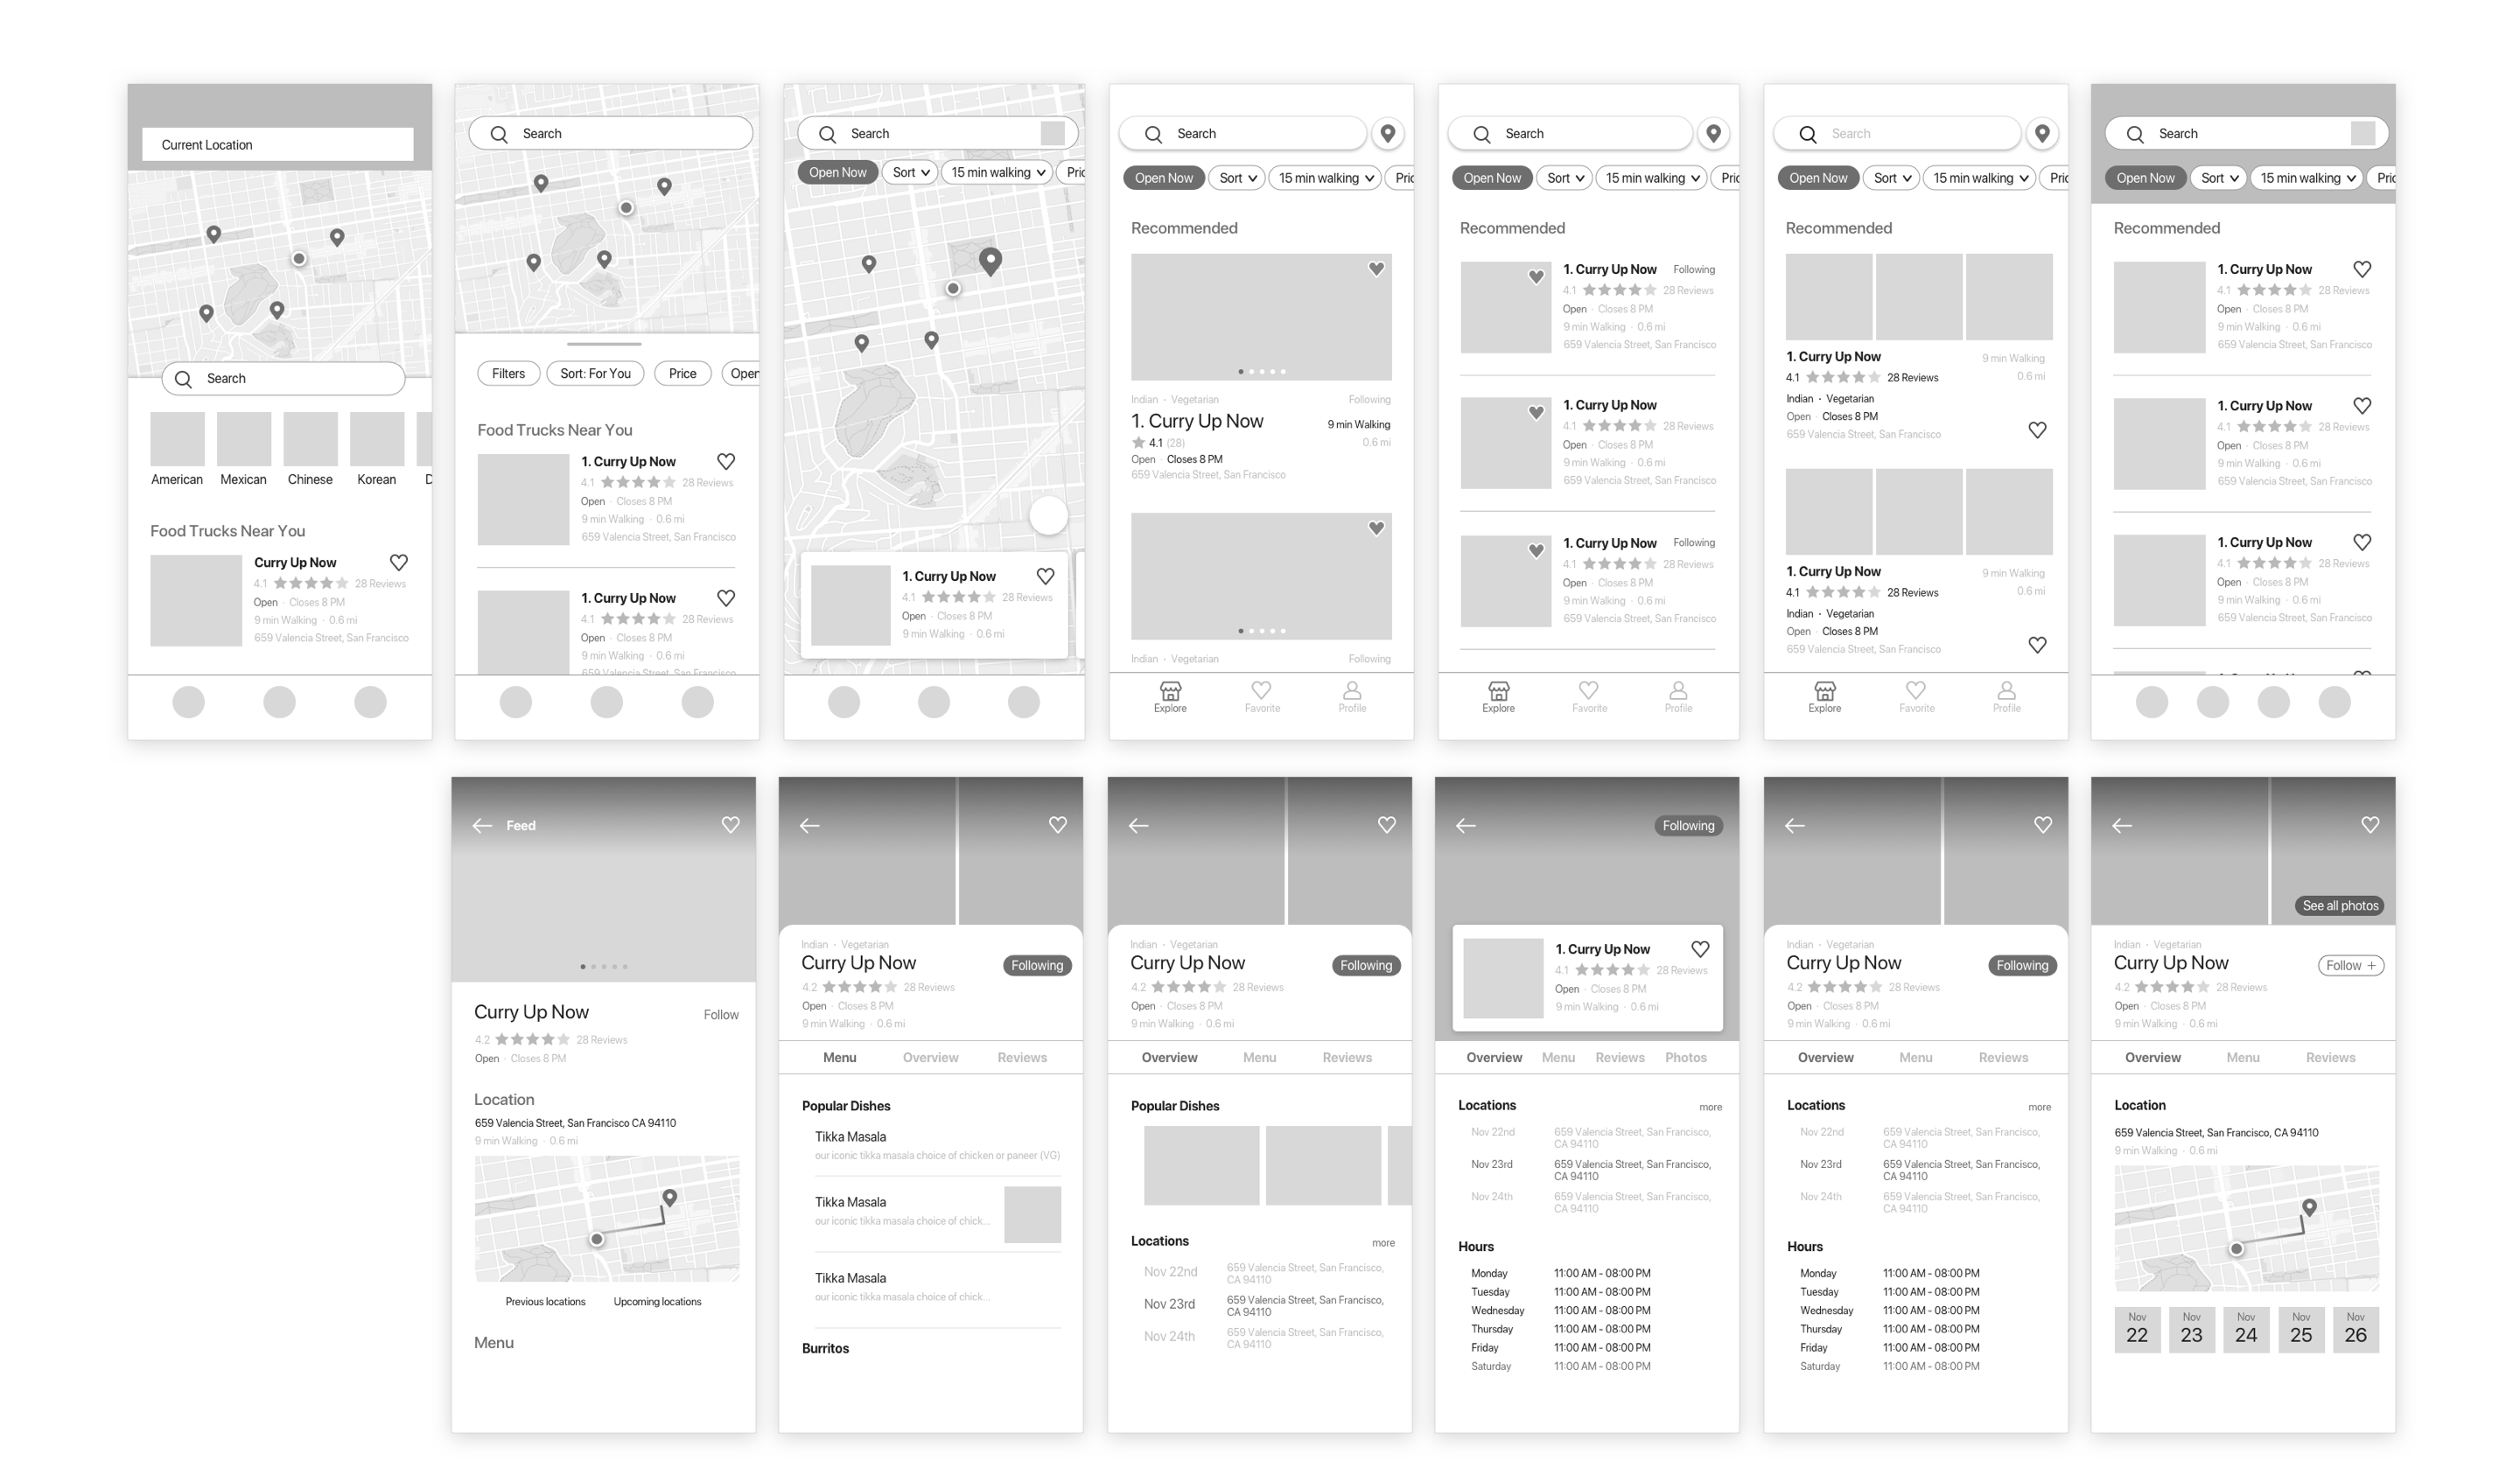 Current Location
Search
American Mexican Chinese Korean D
Food Trucks Near You
Curry Up Now
4.1 28 Reviews
Open · Closes 8 PM
9 min Walking · 0.6 mi
659 Valencia Street, San Francisco
Search
Filters Sort: For You Price Open
Food Trucks Near You
1. Curry Up Now
4.1 28 Reviews
Open · Closes 8 PM
9 min Walking · 0.6 mi
659 Valencia Street, San Francisco
1. Curry Up Now
4.1 28 Reviews
Open · Closes 8 PM
9 min Walking · 0.6 mi
659 Valencia Street, San Francisco
Search
Open Now Sort 15 min walking Pric
1. Curry Up Now
4.1 28 Reviews
Open · Closes 8 PM
9 min Walking · 0.6 mi
Search
Open Now Sort 15 min walking Pric
Recommended
Indian · Vegetarian Following
1. Curry Up Now 9 min Walking
4.1 (28) 0.6 mi
Open · Closes 8 PM
659 Valencia Street, San Francisco
Indian · Vegetarian Following
Explore Favorite Profile
Search
Open Now Sort 15 min walking Pric
Recommended
1. Curry Up Now Following
4.1 28 Reviews
Open · Closes 8 PM
9 min Walking · 0.6 mi
659 Valencia Street, San Francisco
1. Curry Up Now
4.1 28 Reviews
Open · Closes 8 PM
9 min Walking · 0.6 mi
659 Valencia Street, San Francisco
1. Curry Up Now Following
4.1 28 Reviews
Open · Closes 8 PM
9 min Walking · 0.6 mi
659 Valencia Street, San Francisco
Explore Favorite Profile
Search
Open Now Sort 15 min walking Pric
Recommended
1. Curry Up Now 9 min Walking
4.1 28 Reviews 0.6 mi
Indian · Vegetarian
Open · Closes 8 PM
659 Valencia Street, San Francisco
1. Curry Up Now 9 min Walking
4.1 28 Reviews 0.6 mi
Indian · Vegetarian
Open · Closes 8 PM
659 Valencia Street, San Francisco
Explore Favorite Profile
Search
Open Now Sort 15 min walking Pric
Recommended
1. Curry Up Now
4.1 28 Reviews
Open · Closes 8 PM
9 min Walking · 0.6 mi
659 Valencia Street, San Francisco
1. Curry Up Now
4.1 28 Reviews
Open · Closes 8 PM
9 min Walking · 0.6 mi
659 Valencia Street, San Francisco
1. Curry Up Now
4.1 28 Reviews
Open · Closes 8 PM
9 min Walking · 0.6 mi
659 Valencia Street, San Francisco
Feed
Curry Up Now Follow
4.2 28 Reviews
Open · Closes 8 PM
Location
659 Valencia Street, San Francisco CA 94110
9 min Walking · 0.6 mi
Previous locations Upcoming locations
Menu
Indian · Vegetarian
Curry Up Now Following
4.2 28 Reviews
Open · Closes 8 PM
9 min Walking · 0.6 mi
Menu Overview Reviews
Popular Dishes
Tikka Masala
our iconic tikka masala choice of chicken or paneer (VG)
Tikka Masala
our iconic tikka masala choice of chick...
Tikka Masala
our iconic tikka masala choice of chick...
Burritos
Indian · Vegetarian
Curry Up Now Following
4.2 28 Reviews
Open · Closes 8 PM
9 min Walking · 0.6 mi
Overview Menu Reviews
Popular Dishes
Locations more
Nov 22nd 659 Valencia Street, San Francisco,
CA 94110
Nov 23rd 659 Valencia Street, San Francisco,
CA 94110
Nov 24th 659 Valencia Street, San Francisco,
CA 94110
Following
1. Curry Up Now
4.1 28 Reviews
Open · Closes 8 PM
9 min Walking · 0.6 mi
Overview Menu Reviews Photos
Locations more
Nov 22nd 659 Valencia Street, San Francisco,
CA 94110
Nov 23rd 659 Valencia Street, San Francisco,
CA 94110
Nov 24th 659 Valencia Street, San Francisco,
CA 94110
Hours
Monday 11:00 AM - 08:00 PM
Tuesday 11:00 AM - 08:00 PM
Wednesday 11:00 AM - 08:00 PM
Thursday 11:00 AM - 08:00 PM
Friday 11:00 AM - 08:00 PM
Saturday 11:00 AM - 08:00 PM
Indian · Vegetarian
Curry Up Now Following
4.2 28 Reviews
Open · Closes 8 PM
9 min Walking · 0.6 mi
Overview Menu Reviews
Locations more
Nov 22nd 659 Valencia Street, San Francisco,
CA 94110
Nov 23rd 659 Valencia Street, San Francisco,
CA 94110
Nov 24th 659 Valencia Street, San Francisco,
CA 94110
Hours
Monday 11:00 AM - 08:00 PM
Tuesday 11:00 AM - 08:00 PM
Wednesday 11:00 AM - 08:00 PM
Thursday 11:00 AM - 08:00 PM
Friday 11:00 AM - 08:00 PM
Saturday 11:00 AM - 08:00 PM
See all photos
Indian · Vegetarian
Curry Up Now Follow +
4.2 28 Reviews
Open · Closes 8 PM
9 min Walking · 0.6 mi
Overview Menu Reviews
Location
659 Valencia Street, San Francisco, CA 94110
9 min Walking · 0.6 mi
Nov Nov Nov Nov Nov
22 23 24 25 26